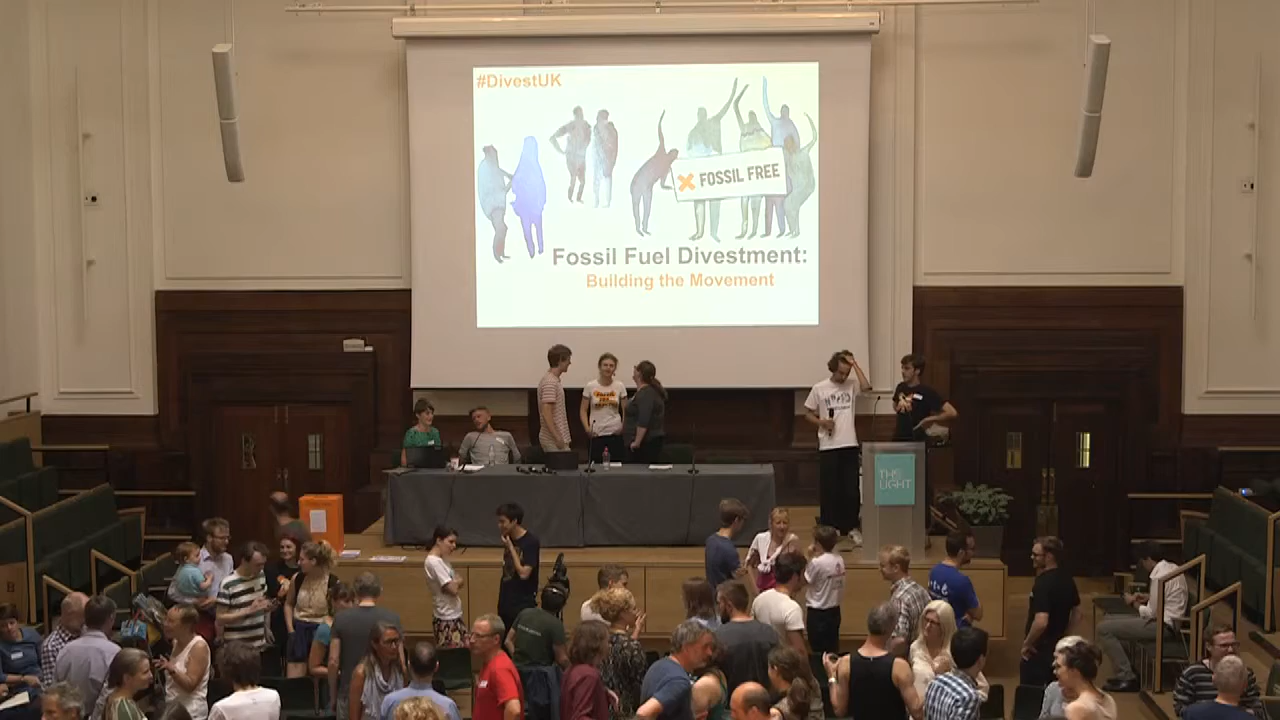 #DivestUK
FOSSIL FREE
Fossil Fuel Divestment:
Building the Movement
THE
LIGHT